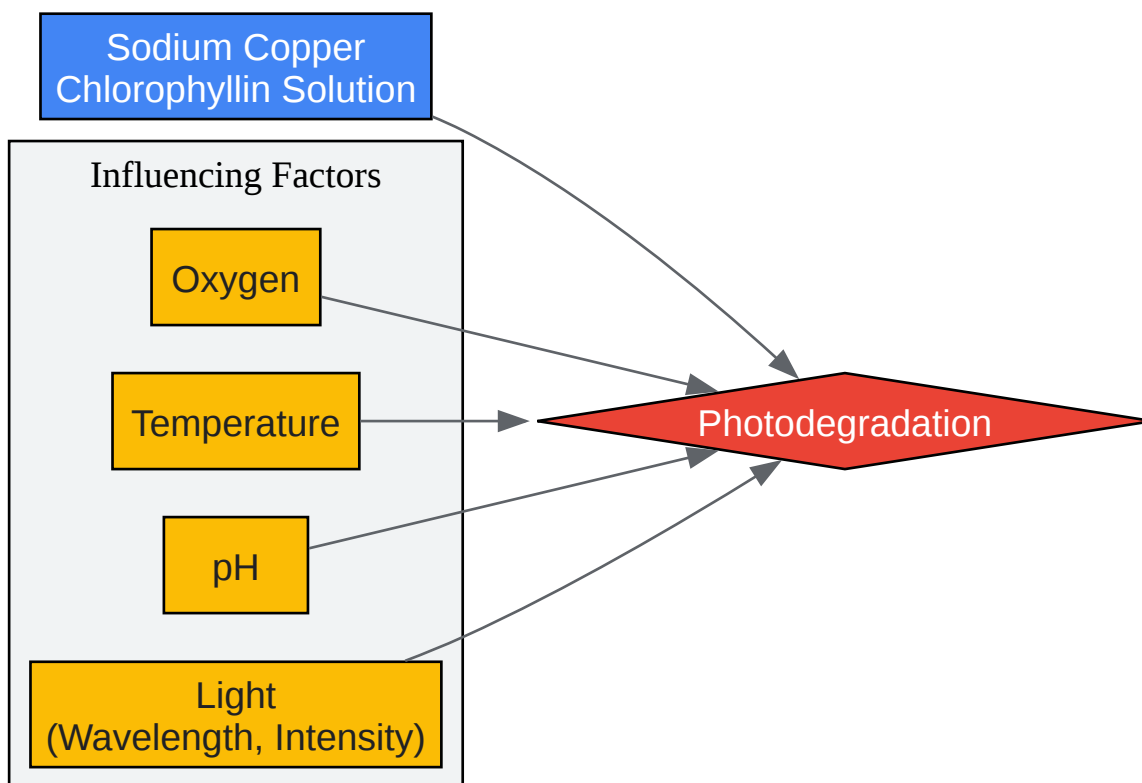 Sodium Copper
Chlorophyllin Solution
Influencing Factors
Oxygen
Temperature
Photodegradation
pH
Light
(Wavelength, Intensity)